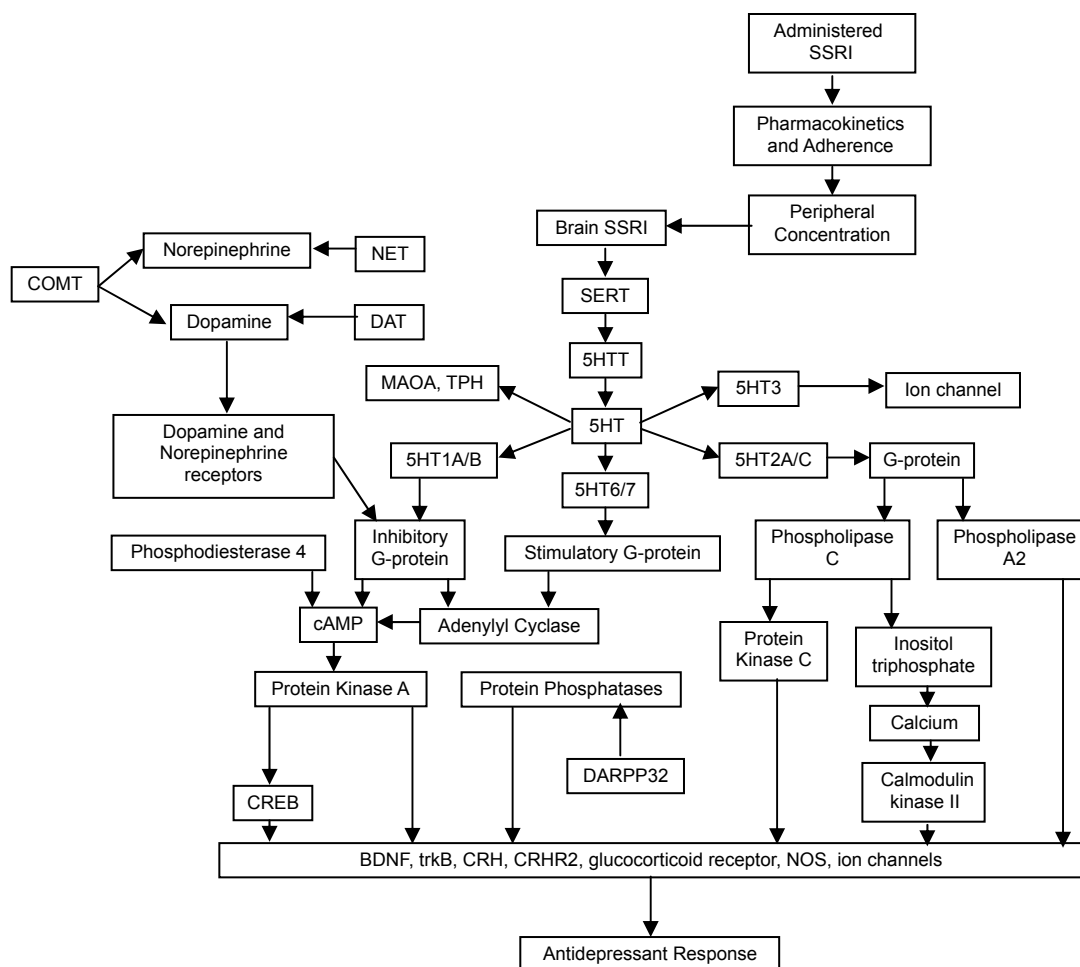 Administered
SSRI
Pharmacokinetics
and Adherence
Peripheral
Concentration
Brain SSRI
Norepinephrine
NET
COMT
SERT
Dopamine
DAT
5HTT
MAOA, TPH
5HT3
Ion channel
5HT
Dopamine and
Norepinephrine
receptors
5HT1A/B
5HT2A/C
G-protein
5HT6/7
Phosphodiesterase 4
Inhibitory
G-protein
Stimulatory G-protein
Phospholipase
C
Phospholipase
A2
cAMP
Adenylyl Cyclase
Protein
Kinase C
Inositol
triphosphate
Protein Kinase A
Protein Phosphatases
Calcium
DARPP32
CREB
Calmodulin
kinase II
BDNF, trkB, CRH, CRHR2, glucocorticoid receptor, NOS, ion channels
Antidepressant Response